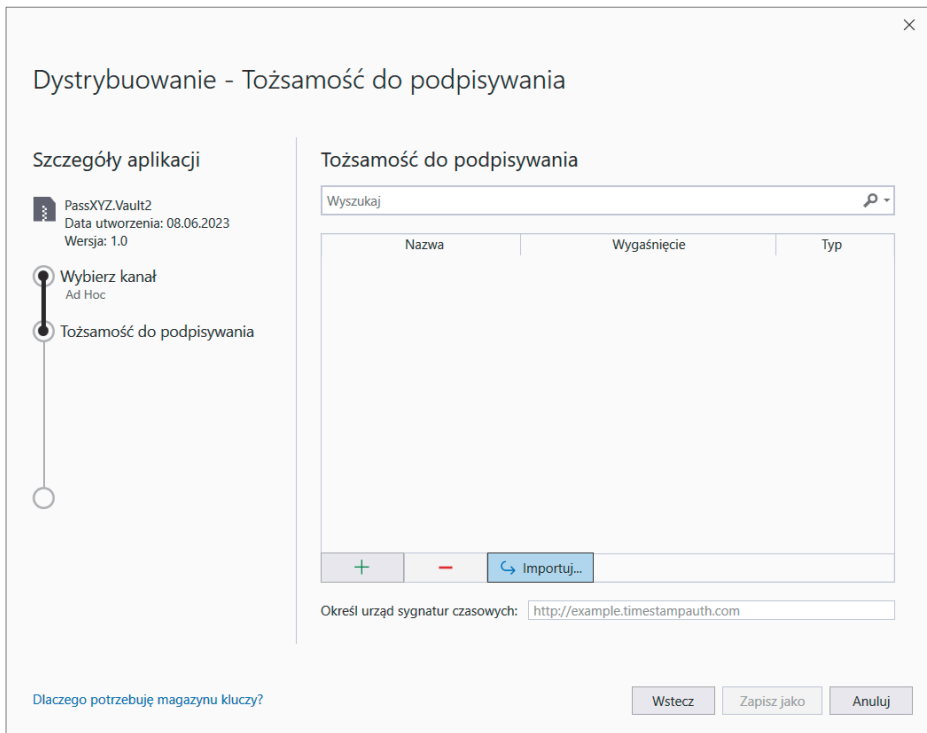 Dystrybuowanie - Tożsamość do podpisywania
Szczegóły aplikacji
PassXYZ.Vault2
Data utworzenia: 08.06.2023
Wersja: 1.0
Wybierz kanał
Ad Hoc
Tożsamość do podpisywania
Tożsamość do podpisywania
Wyszukaj
Nazwa Wygaśnięcie Typ
Importuj...
Określ urząd sygnatur czasowych: http://example.timestampauth.com
Dlaczego potrzebuję magazynu kluczy?
Wstecz Zapisz jako Anuluj